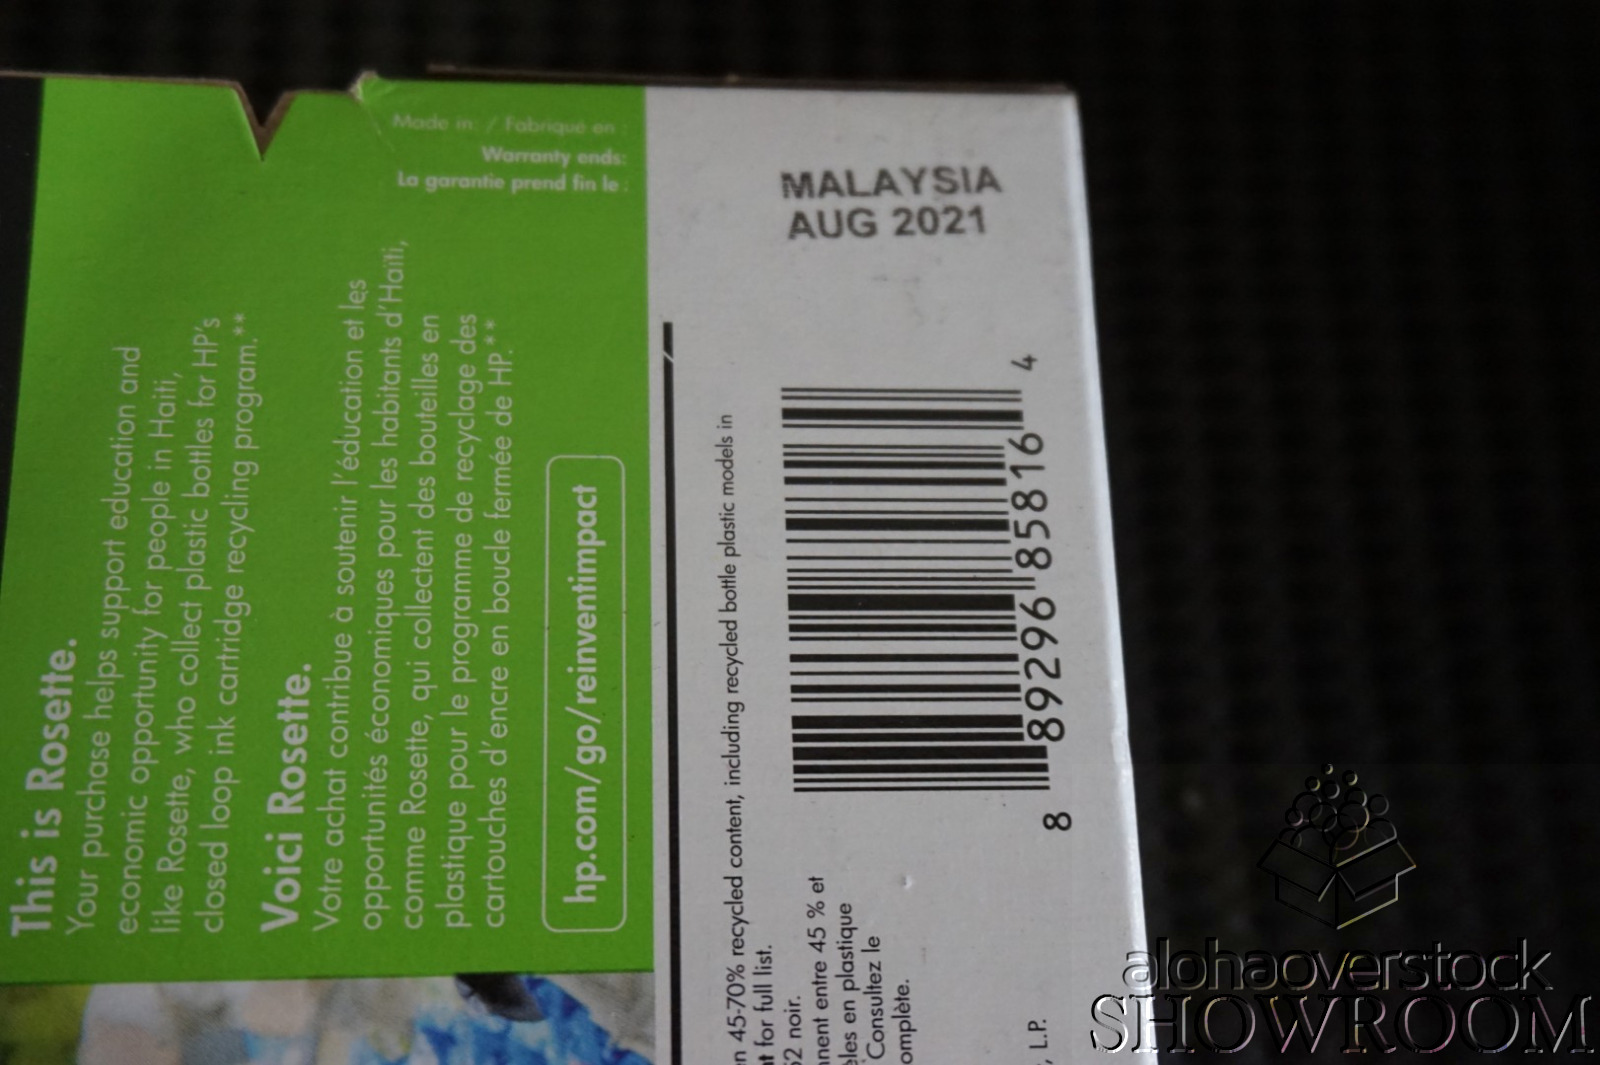 Made in: / Fabriqué en :
Warranty ends:
La garantie prend fin le :
MALAYSIA
AUG 2021
This is Rosette.
Your purchase helps support education and
economic opportunity for people in Haiti,
like Rosette, who collect plastic bottles for HP's
closed loop ink cartridge recycling program.**
Voici Rosette.
Votre achat contribue à soutenir l'éducation et les
opportunités économiques pour les habitants d'Haïti,
comme Rosette, qui collectent des bouteilles en
plastique pour le programme de recyclage des
cartouches d'encre en boucle fermée de HP.**
hp.com/go/reinventimpact
45-70% recycled content, including recycled bottle plastic models in
for full list.
noir.
entre 45 % et
en plastique
Consultez le
L.P.
8 89296 85816 4
alohaoverstock
SHOWROOM